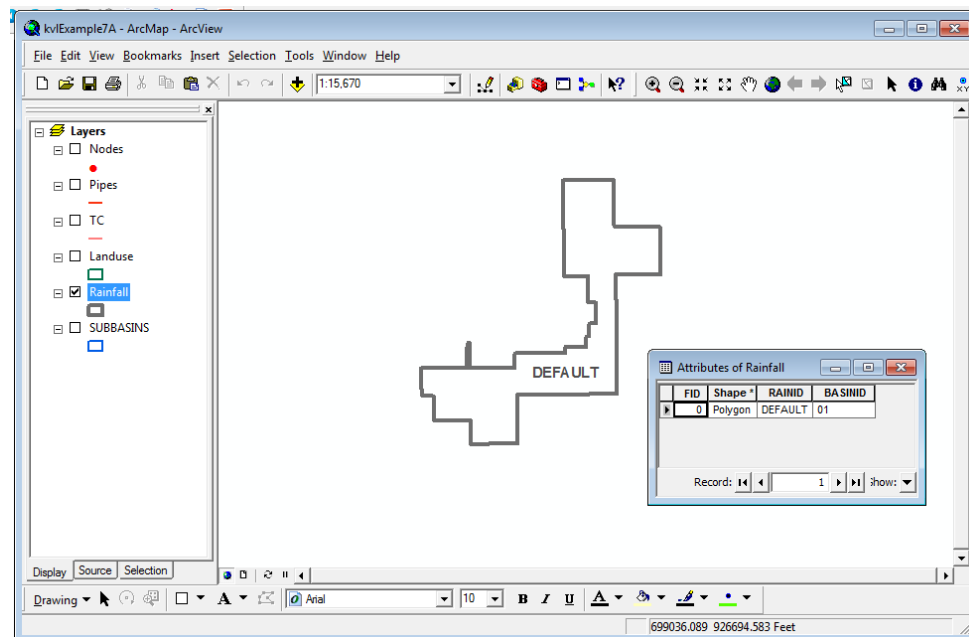 kvlExample7A - ArcMap - ArcView
File Edit View Bookmarks Insert Selection Tools Window Help
1:15,670
Layers
Nodes
Pipes
TC
Landuse
Rainfall
SUBBASINS
DEFAULT
Attributes of Rainfall
FID Shape * RAINID BASINID
0 Polygon DEFAULT 01
Record: 1 Show:
Display Source Selection
Drawing Arial 10 B I U A
699036.089 926694.583 Feet